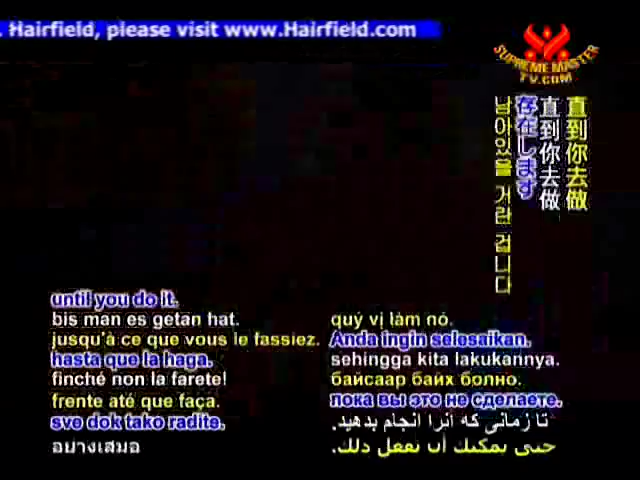 . Hairfield, please visit www.Hairfield.com
SUPREME MASTER
TV.COM
直到你去做
直到你去做
存在します
남아있을 거란 겁니다
until you do it.
bis man es getan hat.
jusqu'à ce que vous le fassiez.
hasta que la haga.
finché non la farete!
frente até que faça.
sve dok tako radite.
อย่างเสมอ
quý vị làm nó.
Anda ingin selesaikan.
sehingga kita lakukannya.
байсаар байх болно.
пока вы это не сделаете.
تا زمانی که آنرا انجام بدهید.
حتى يمكنك أن تفعل ذلك.